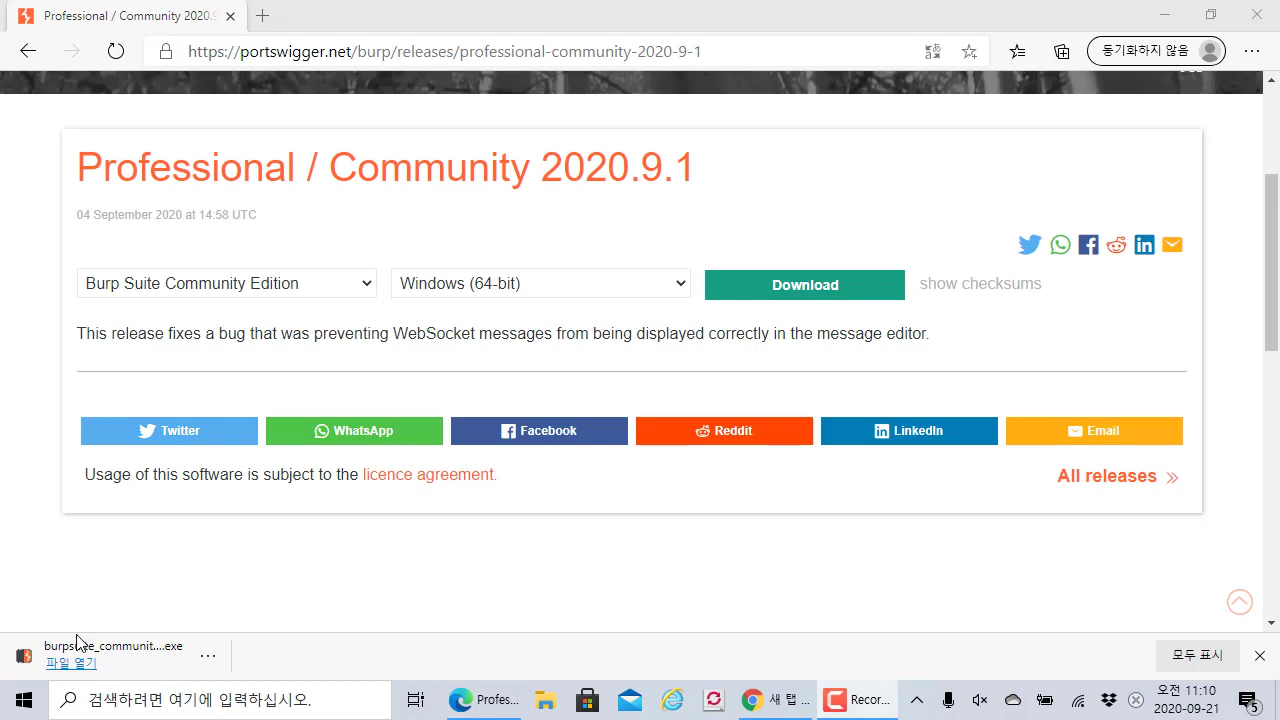 Professional / Community 2020.9
https://portswigger.net/burp/releases/professional-community-2020-9-1
동기화하지 않음
Professional / Community 2020.9.1
04 September 2020 at 14:58 UTC
Burp Suite Community Edition
Windows (64-bit)
Download
show checksums
This release fixes a bug that was preventing WebSocket messages from being displayed correctly in the message editor.
Twitter
WhatsApp
Facebook
Reddit
LinkedIn
Email
Usage of this software is subject to the licence agreement.
All releases
파일 열기
모두 표시
검색하려면 여기에 입력하십시오.
Profes...
새 탭 ...
Recor...
오전 11:10
2020-09-21
5